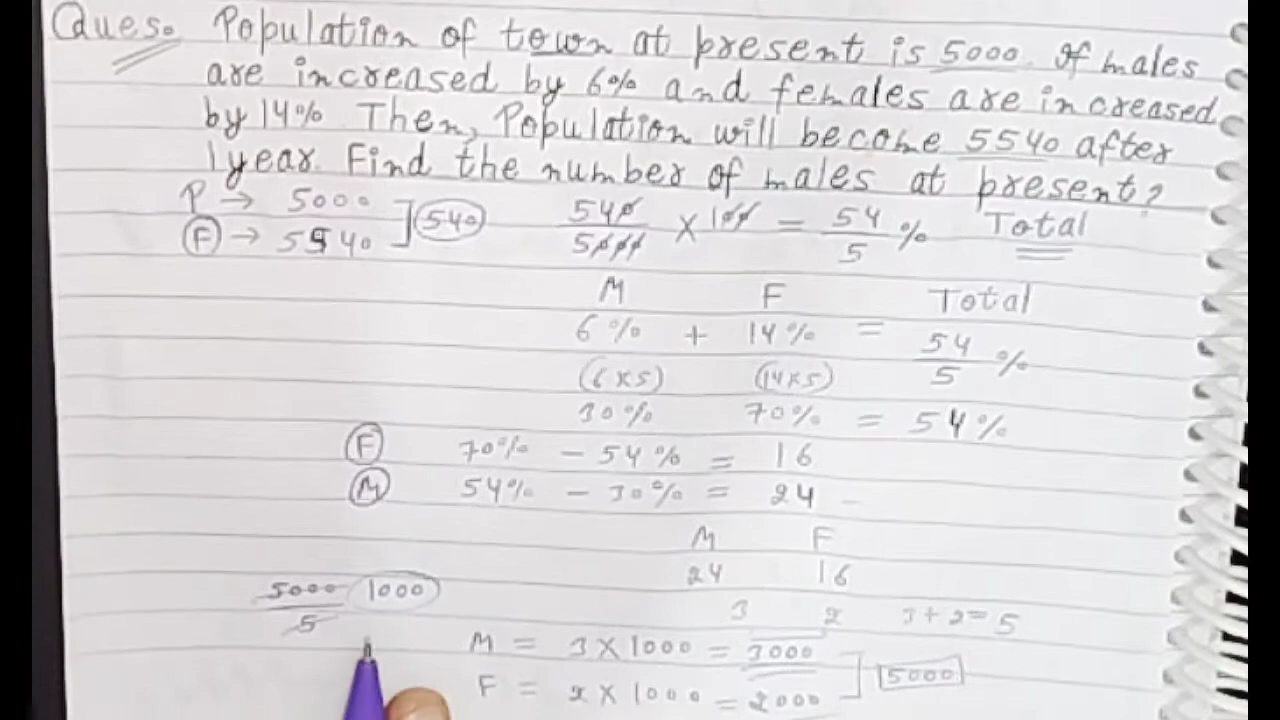 Ques. Population of town at present is 5000. If males
are increased by 6% and females are increased
by 14% Then, Population will become 5540 after
1year. Find the number of males at present?
P → 5000
F → 5540 ] 540 540/5000 × 100 = 54/5 % Total
M F Total
6% + 14% = 54/5 %
(6×5) (14×5)
30% 70% = 54%
F 70% - 54% = 16
M 54% - 30% = 24
M F
24 16
5000/5 1000 3 2 3+2=5
M = 3×1000 = 3000
F = 2×1000 = 2000 ] 5000